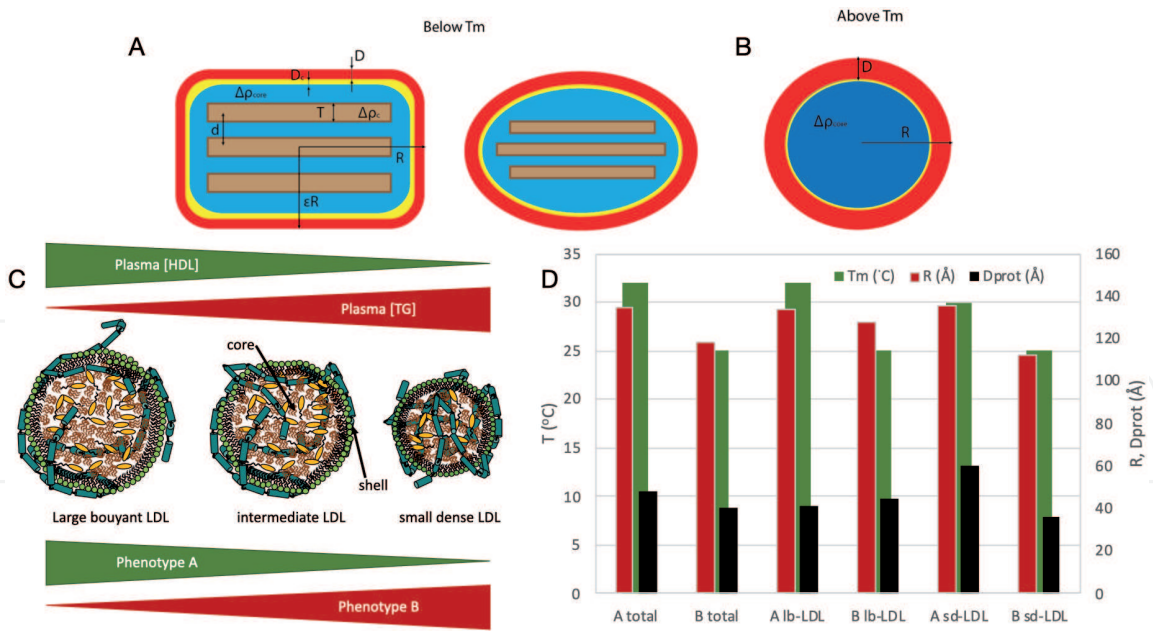 Below Tm
Above Tm
A
B
D
Dc
Δρcore
T
Δρc
d
R
εR
D
Δρcore
R
C
Plasma [HDL]
Plasma [TG]
core
shell
Large bouyant LDL
intermediate LDL
small dense LDL
Phenotype A
Phenotype B
D
35
30
25
20
15
10
5
0
T (°C)
Tm (˚C)
R (Å)
Dprot (Å)
160
140
120
100
80
60
40
20
0
R, Dprot (Å)
A total
B total
A lb-LDL
B lb-LDL
A sd-LDL
B sd-LDL